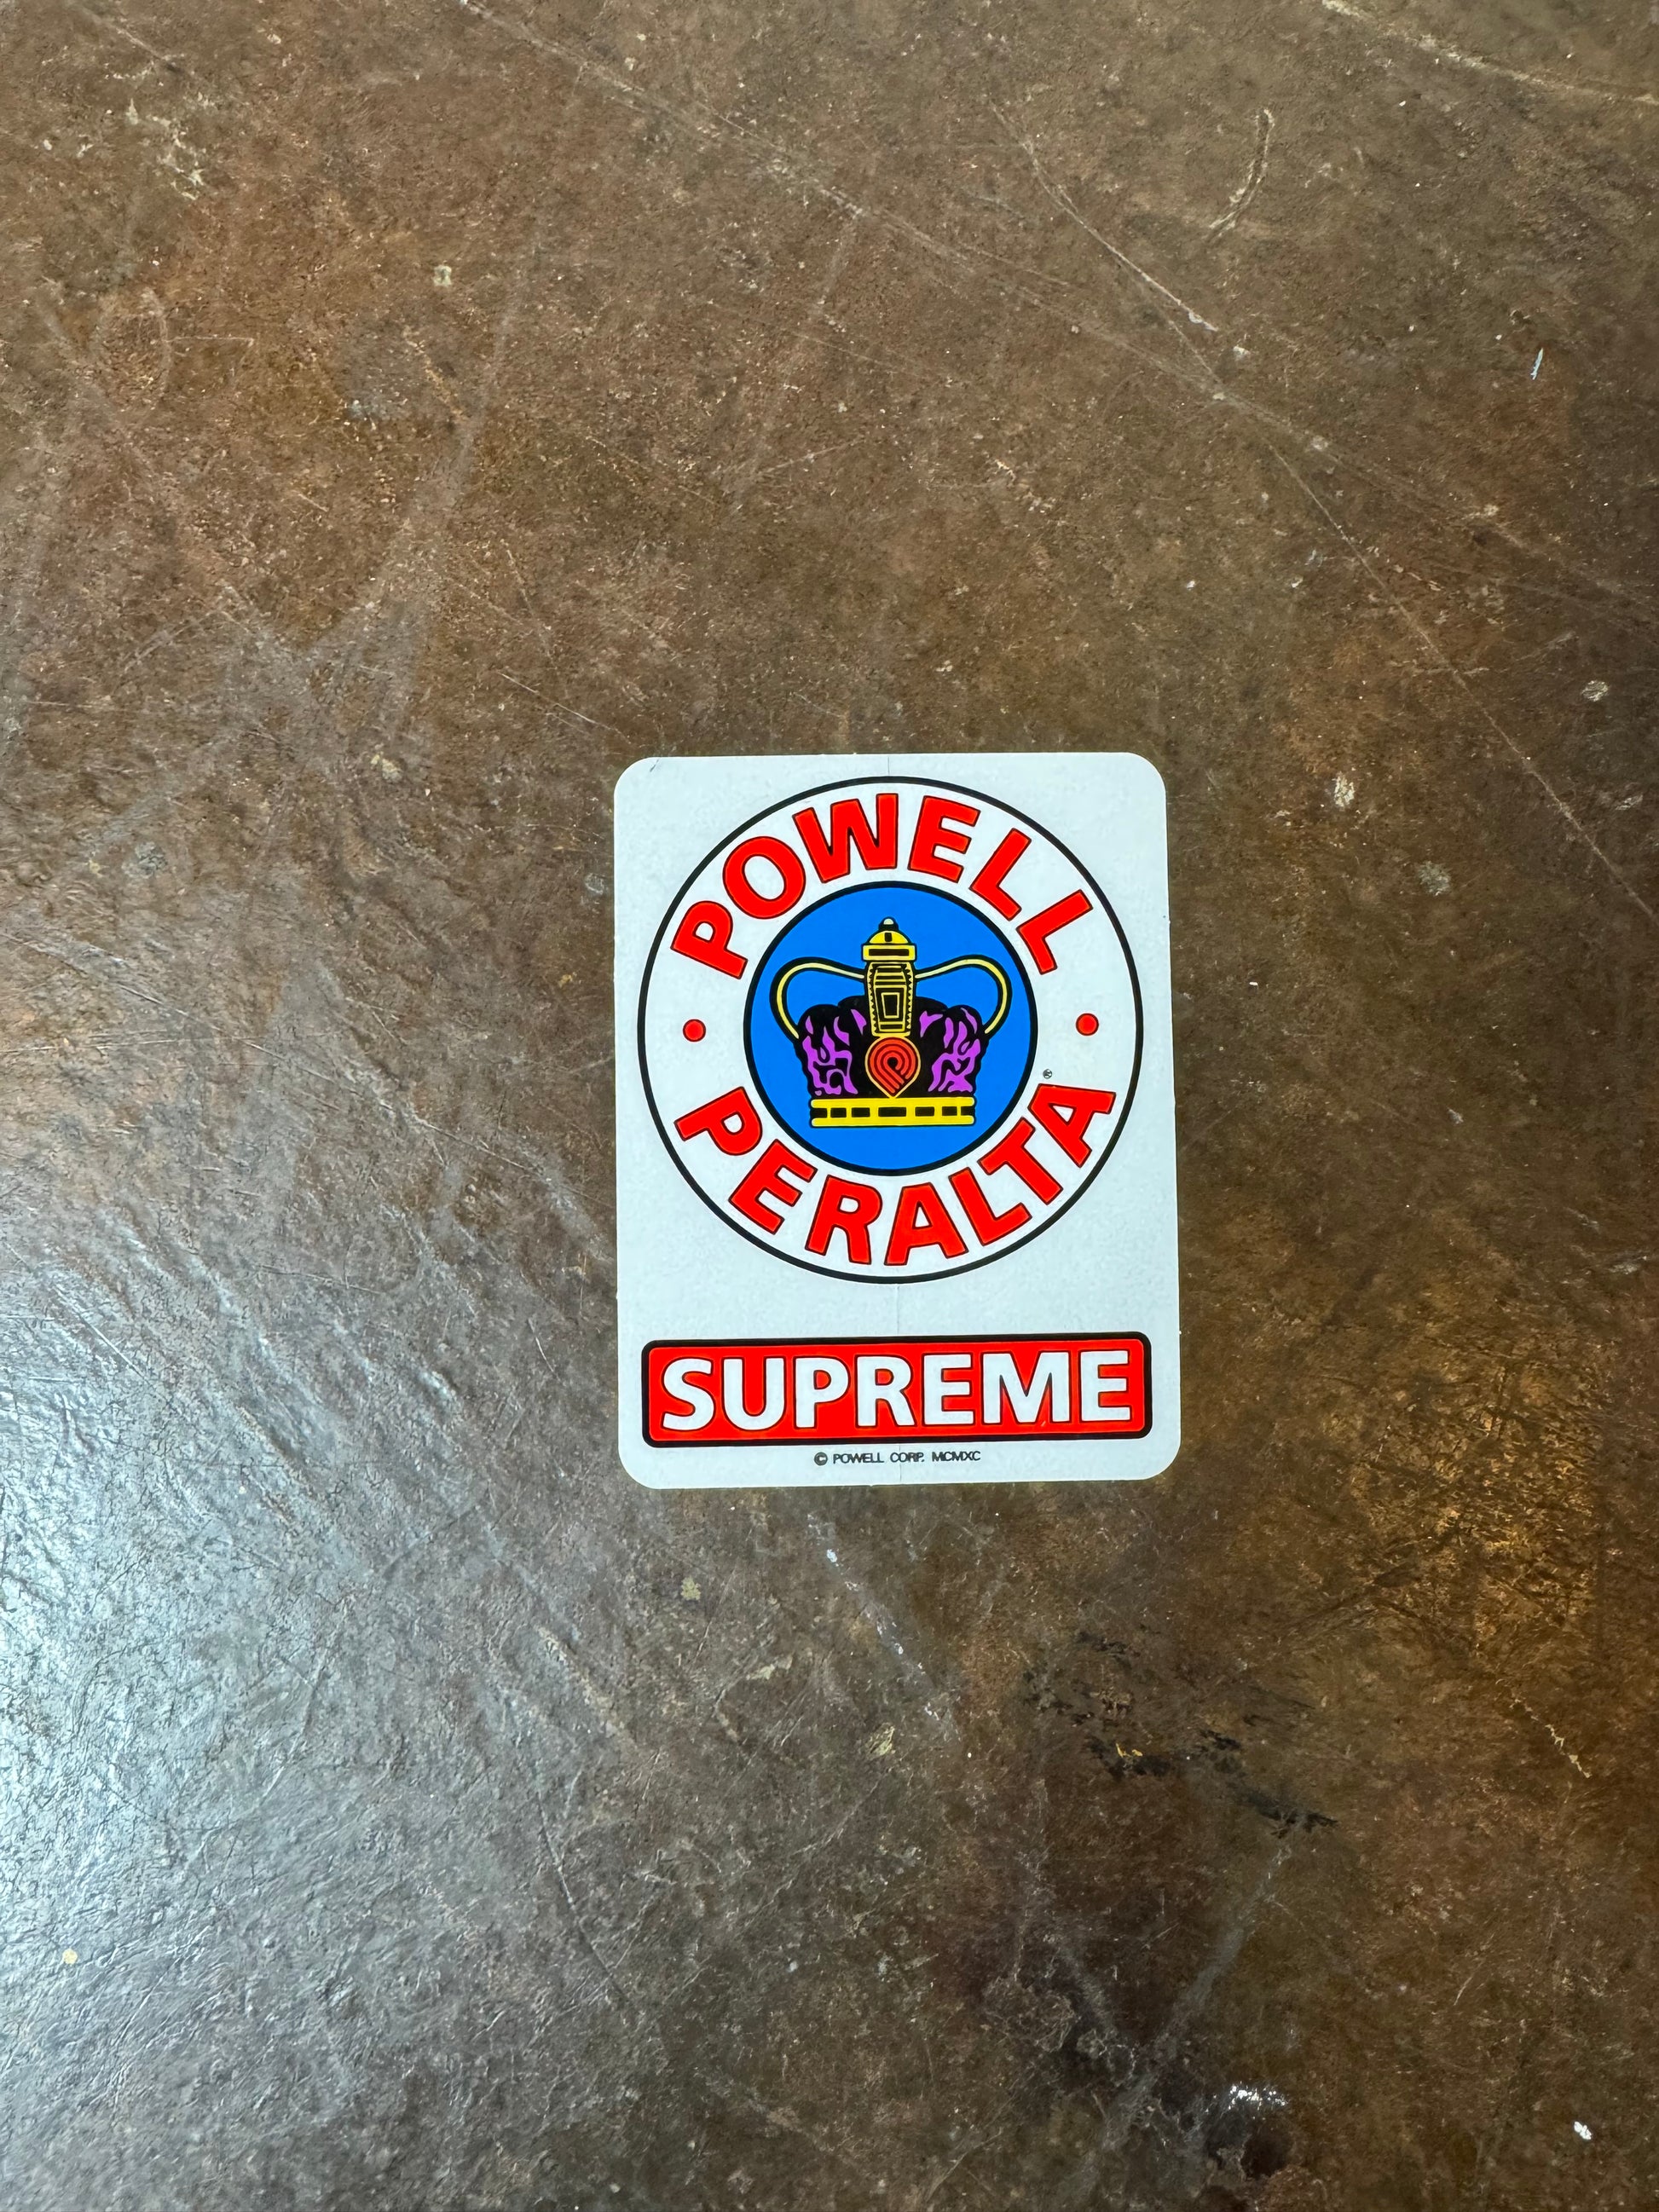 POWELL
PERALTA
®
SUPREME
© POWELL CORP. MCMXC